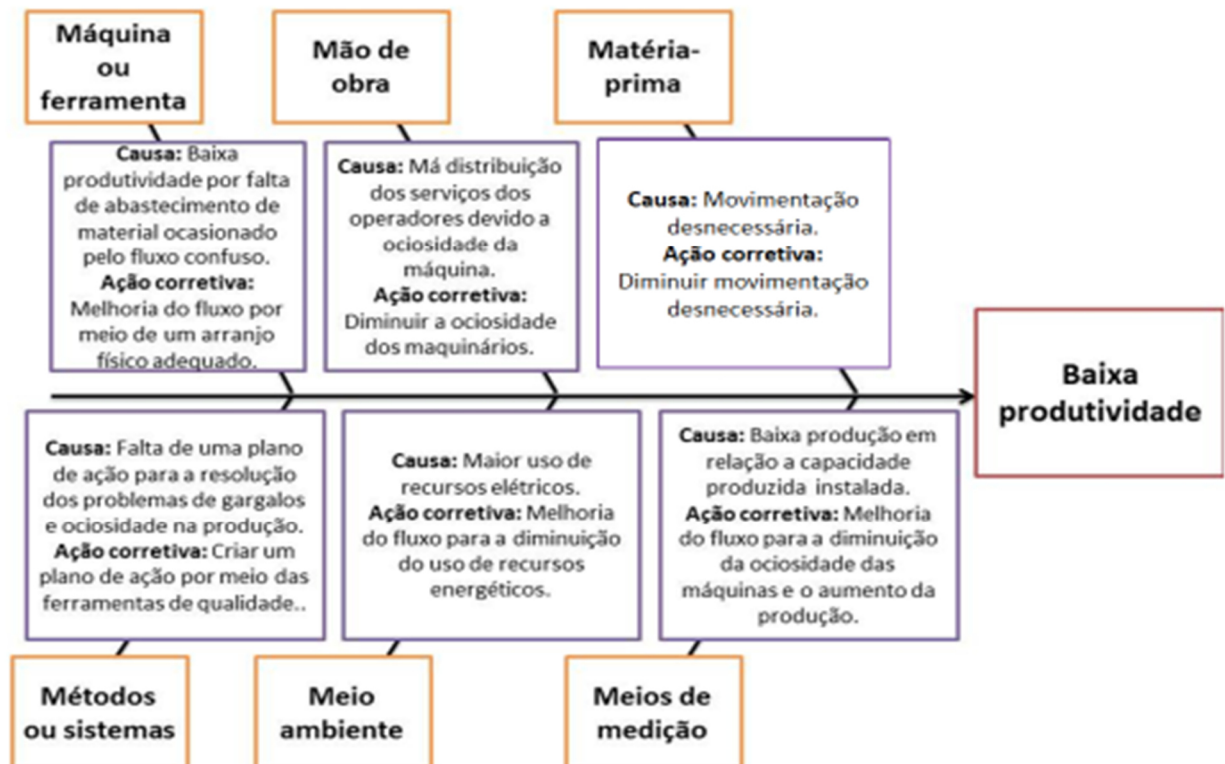 Máquina
ou
ferramenta
Mão de
obra
Matéria-
prima
Causa: Baixa
produtividade por falta
de abastecimento de
material ocasionado
pelo fluxo confuso.
Ação corretiva:
Melhoria do fluxo por
meio de um arranjo
físico adequado.
Causa: Má distribuição
dos serviços dos
operadores devido a
ociosidade da
máquina.
Ação corretiva:
Diminuir a ociosidade
dos maquinários.
Causa: Movimentação
desnecessária.
Ação corretiva:
Diminuir movimentação
desnecessária.
Baixa
produtividade
Causa: Falta de uma plano
de ação para a resolução
dos problemas de gargalos
e ociosidade na produção.
Ação corretiva: Criar um
plano de ação por meio das
ferramentas de qualidade..
Causa: Maior uso de
recursos elétricos.
Ação corretiva: Melhoria
do fluxo para a diminuição
do uso de recursos
energéticos.
Causa: Baixa produção em
relação a capacidade
produzida instalada.
Ação corretiva: Melhoria
do fluxo para a diminuição
da ociosidade das
máquinas e o aumento da
produção.
Métodos
ou sistemas
Meio
ambiente
Meios de
medição